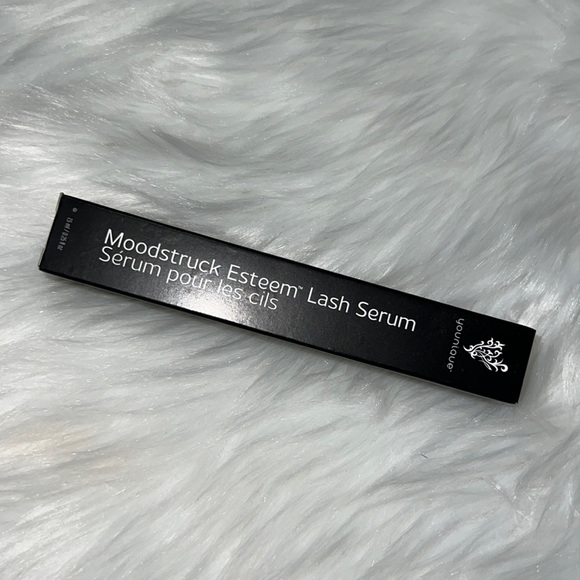 Moodstruck Esteem™ Lash Serum
Sérum pour les cils
younique